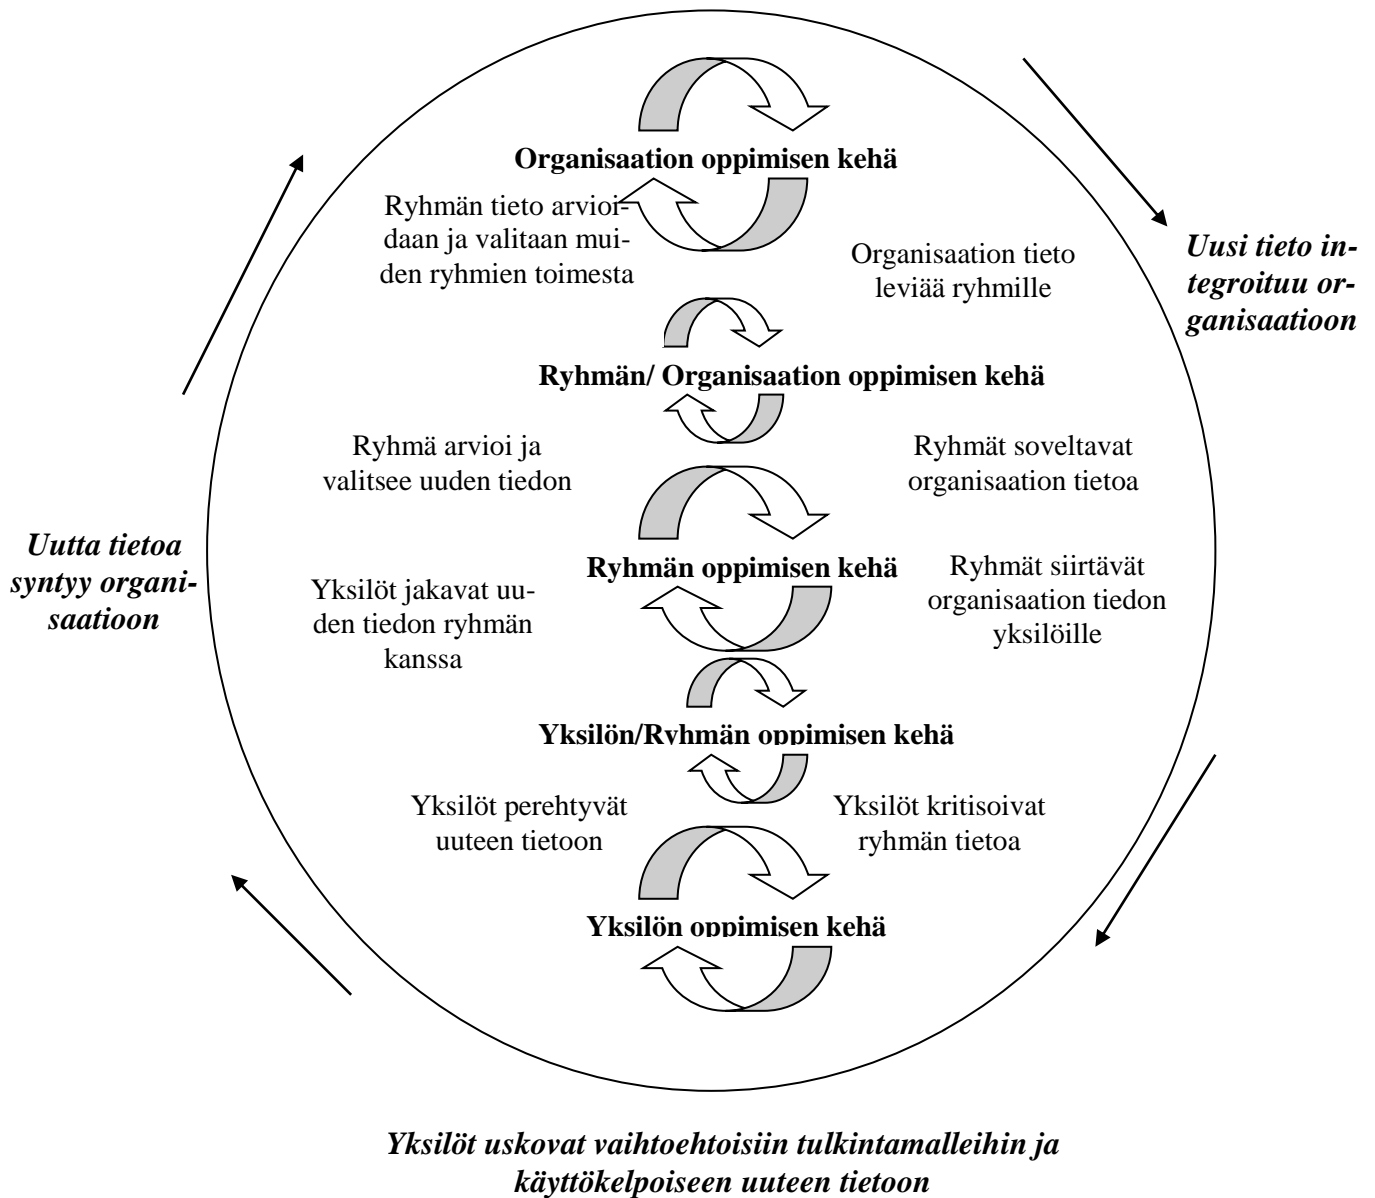 Organisaation oppimisen kehä
Ryhmän tieto arvioi-
daan ja valitaan mui-
den ryhmien toimesta
Organisaation tieto
leviää ryhmille
Uusi tieto in-
tegroituu or-
ganisaatioon
Ryhmän/ Organisaation oppimisen kehä
Ryhmä arvioi ja
valitsee uuden tiedon
Ryhmät soveltavat
organisaation tietoa
Uutta tietoa
syntyy organi-
saatioon
Ryhmän oppimisen kehä
Yksilöt jakavat uu-
den tiedon ryhmän
kanssa
Ryhmät siirtävät
organisaation tiedon
yksilöille
Yksilön/Ryhmän oppimisen kehä
Yksilöt perehtyvät
uuteen tietoon
Yksilöt kritisoivat
ryhmän tietoa
Yksilön oppimisen kehä
Yksilöt uskovat vaihtoehtoisiin tulkintamalleihin ja
käyttökelpoiseen uuteen tietoon